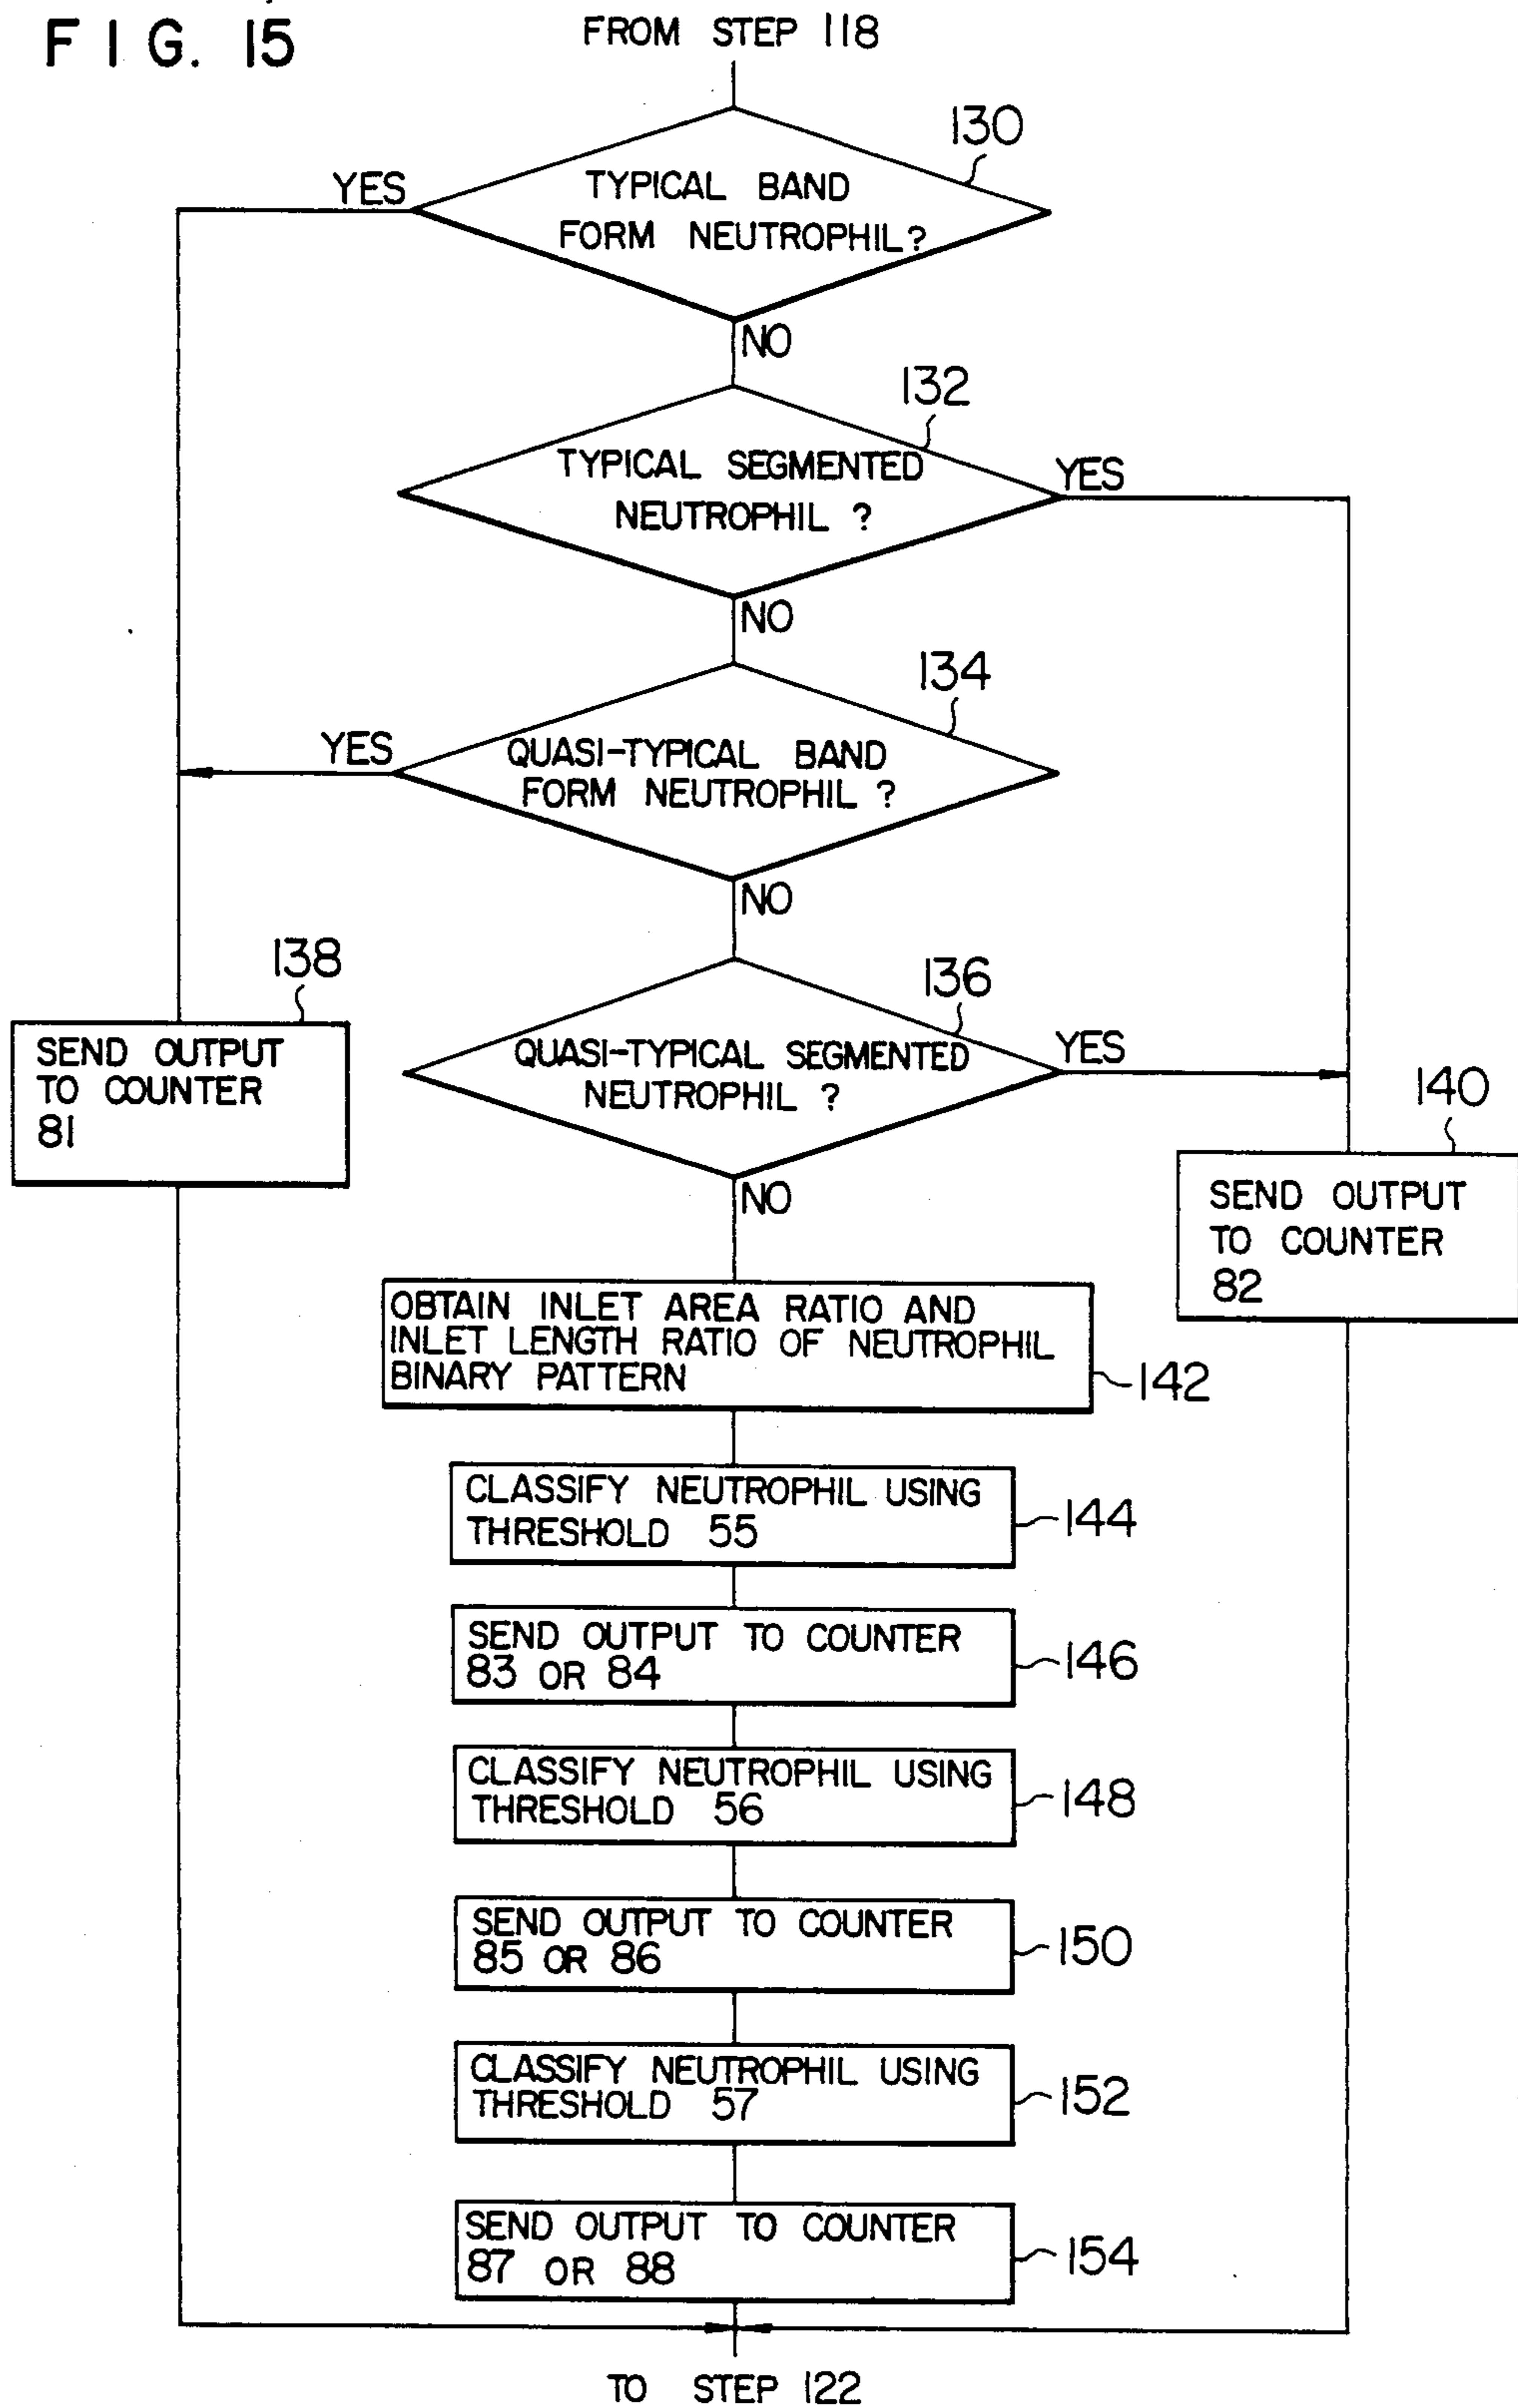 FIG. 15
FROM STEP 118
130
YES
TYPICAL BAND
FORM NEUTROPHIL?
NO
132
TYPICAL SEGMENTED
NEUTROPHIL ?
YES
NO
134
YES
QUASI-TYPICAL BAND
FORM NEUTROPHIL ?
NO
136
QUASI-TYPICAL SEGMENTED
NEUTROPHIL ?
YES
138
SEND OUTPUT
TO COUNTER
81
140
SEND OUTPUT
TO COUNTER
82
NO
OBTAIN INLET AREA RATIO AND
INLET LENGTH RATIO OF NEUTROPHIL
BINARY PATTERN
142
CLASSIFY NEUTROPHIL USING
THRESHOLD 55
144
SEND OUTPUT TO COUNTER
83 OR 84
146
CLASSIFY NEUTROPHIL USING
THRESHOLD 56
148
SEND OUTPUT TO COUNTER
85 OR 86
150
CLASSIFY NEUTROPHIL USING
THRESHOLD 57
152
SEND OUTPUT TO COUNTER
87 OR 88
154
TO STEP 122